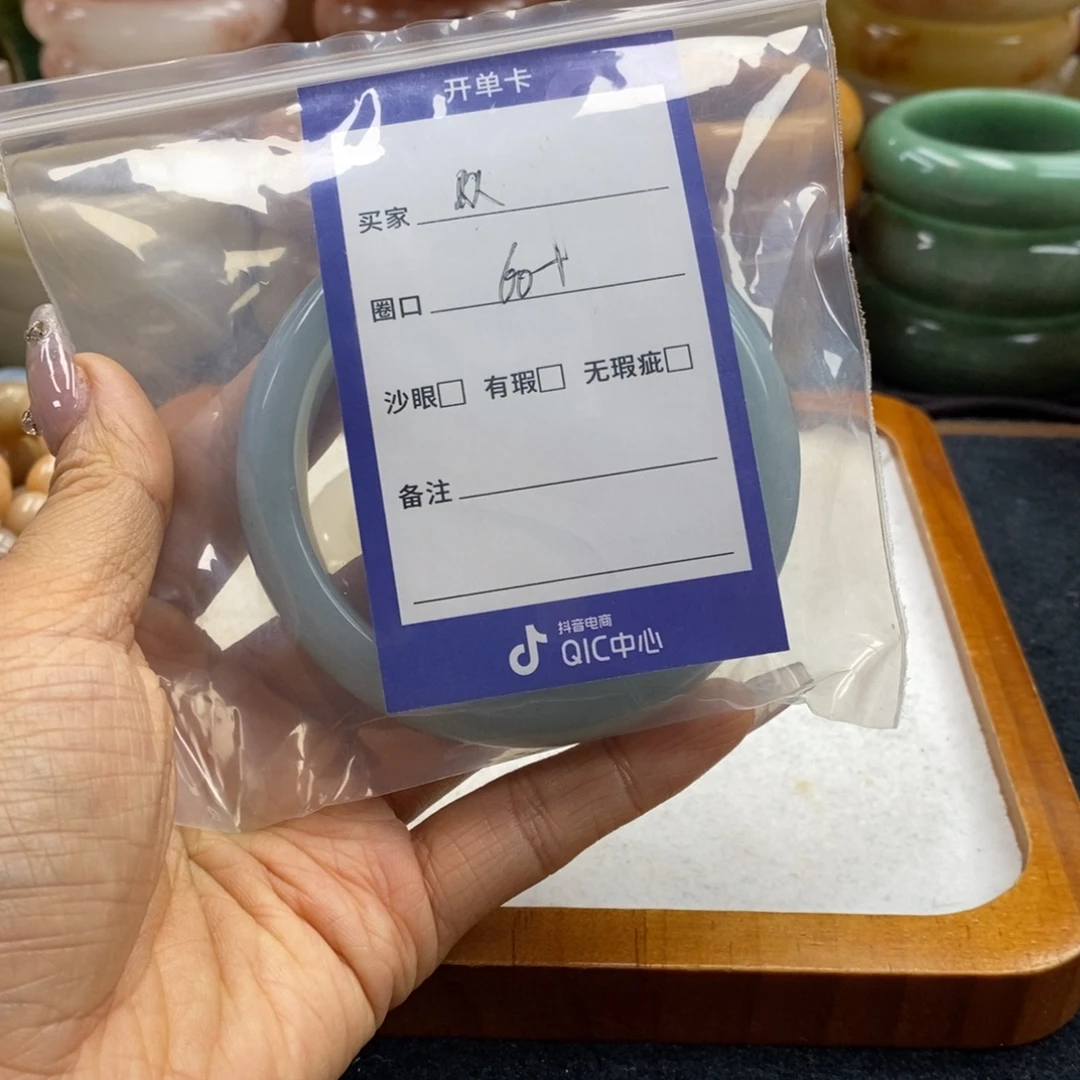 开单卡
买家
圈口 60+
沙眼□ 有瑕□ 无瑕疵□
备注
抖音电商
QIC中心